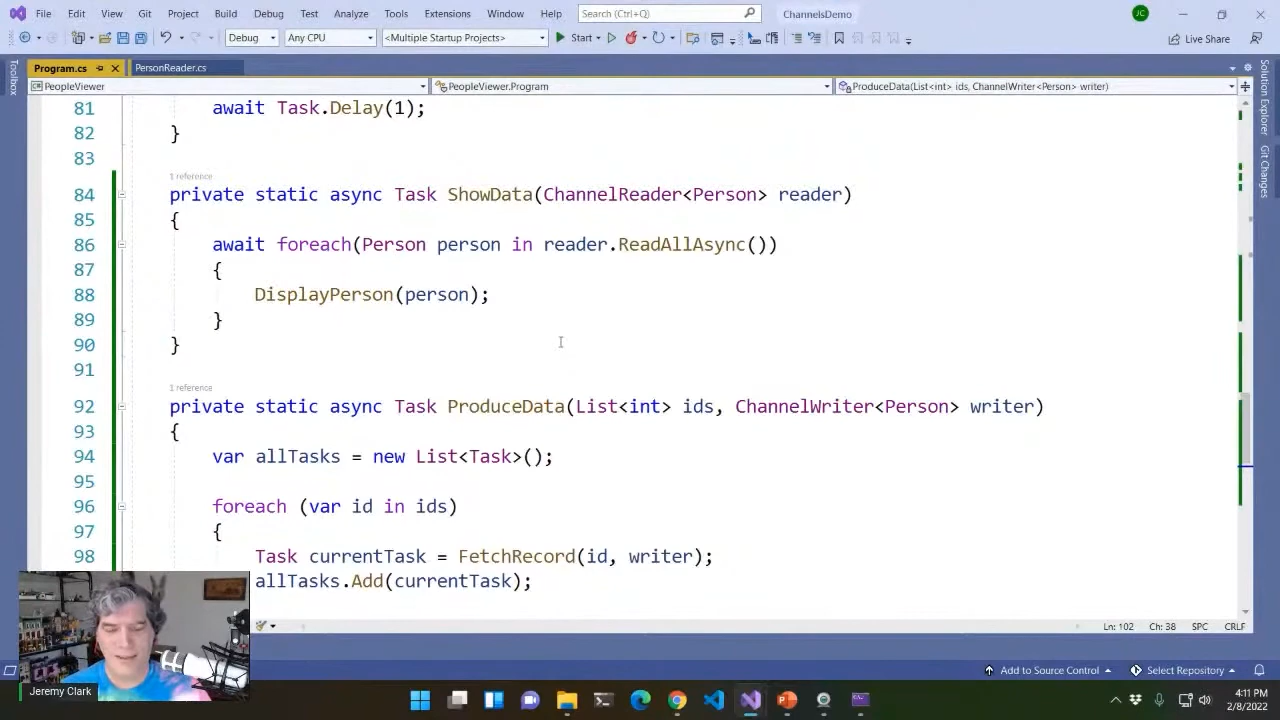 File Edit View Git Project Build Debug Test Analyze Tools Extensions Window Help Search (Ctrl+Q) ChannelsDemo JC
Debug Any CPU <Multiple Startup Projects> Start Live Share
Program.cs PersonReader.cs
PeopleViewer PeopleViewer.Program ProduceData(List<int> ids, ChannelWriter<Person> writer)
Toolbox
Solution Explorer
Git Changes
81 await Task.Delay(1);
82 }
83
1 reference
84 private static async Task ShowData(ChannelReader<Person> reader)
85 {
86 await foreach(Person person in reader.ReadAllAsync())
87 {
88 DisplayPerson(person);
89 }
90 }
91
1 reference
92 private static async Task ProduceData(List<int> ids, ChannelWriter<Person> writer)
93 {
94 var allTasks = new List<Task>();
95
96 foreach (var id in ids)
97 {
98 Task currentTask = FetchRecord(id, writer);
allTasks.Add(currentTask);
Ln: 102 Ch: 38 SPC CRLF
Add to Source Control Select Repository
Jeremy Clark
4:11 PM
2/8/2022